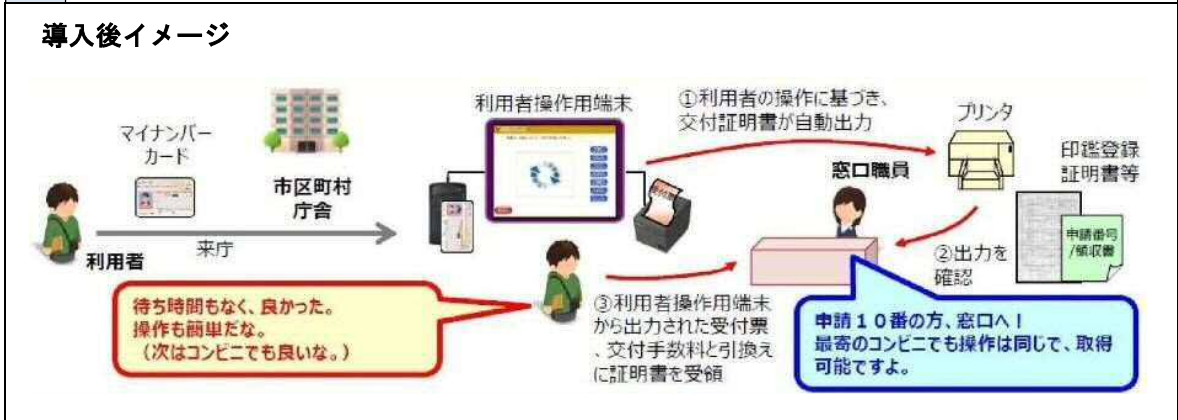 導入後イメージ
マイナンバー
カード
市区町村
庁舎
利用者
来庁
利用者操作用端末
①利用者の操作に基づき、
交付証明書が自動出力
プリンタ
印鑑登録
証明書等
窓口職員
申請番号
/領収書
②出力を
確認
③利用者操作用端末
から出力された受付票
、交付手数料と引換え
に証明書を受領
待ち時間もなく、良かった。
操作も簡単だな。
(次はコンビニでも良いな。)
申請10番の方、窓口へ!
最寄のコンビニでも操作は同じで、取得
可能ですよ。